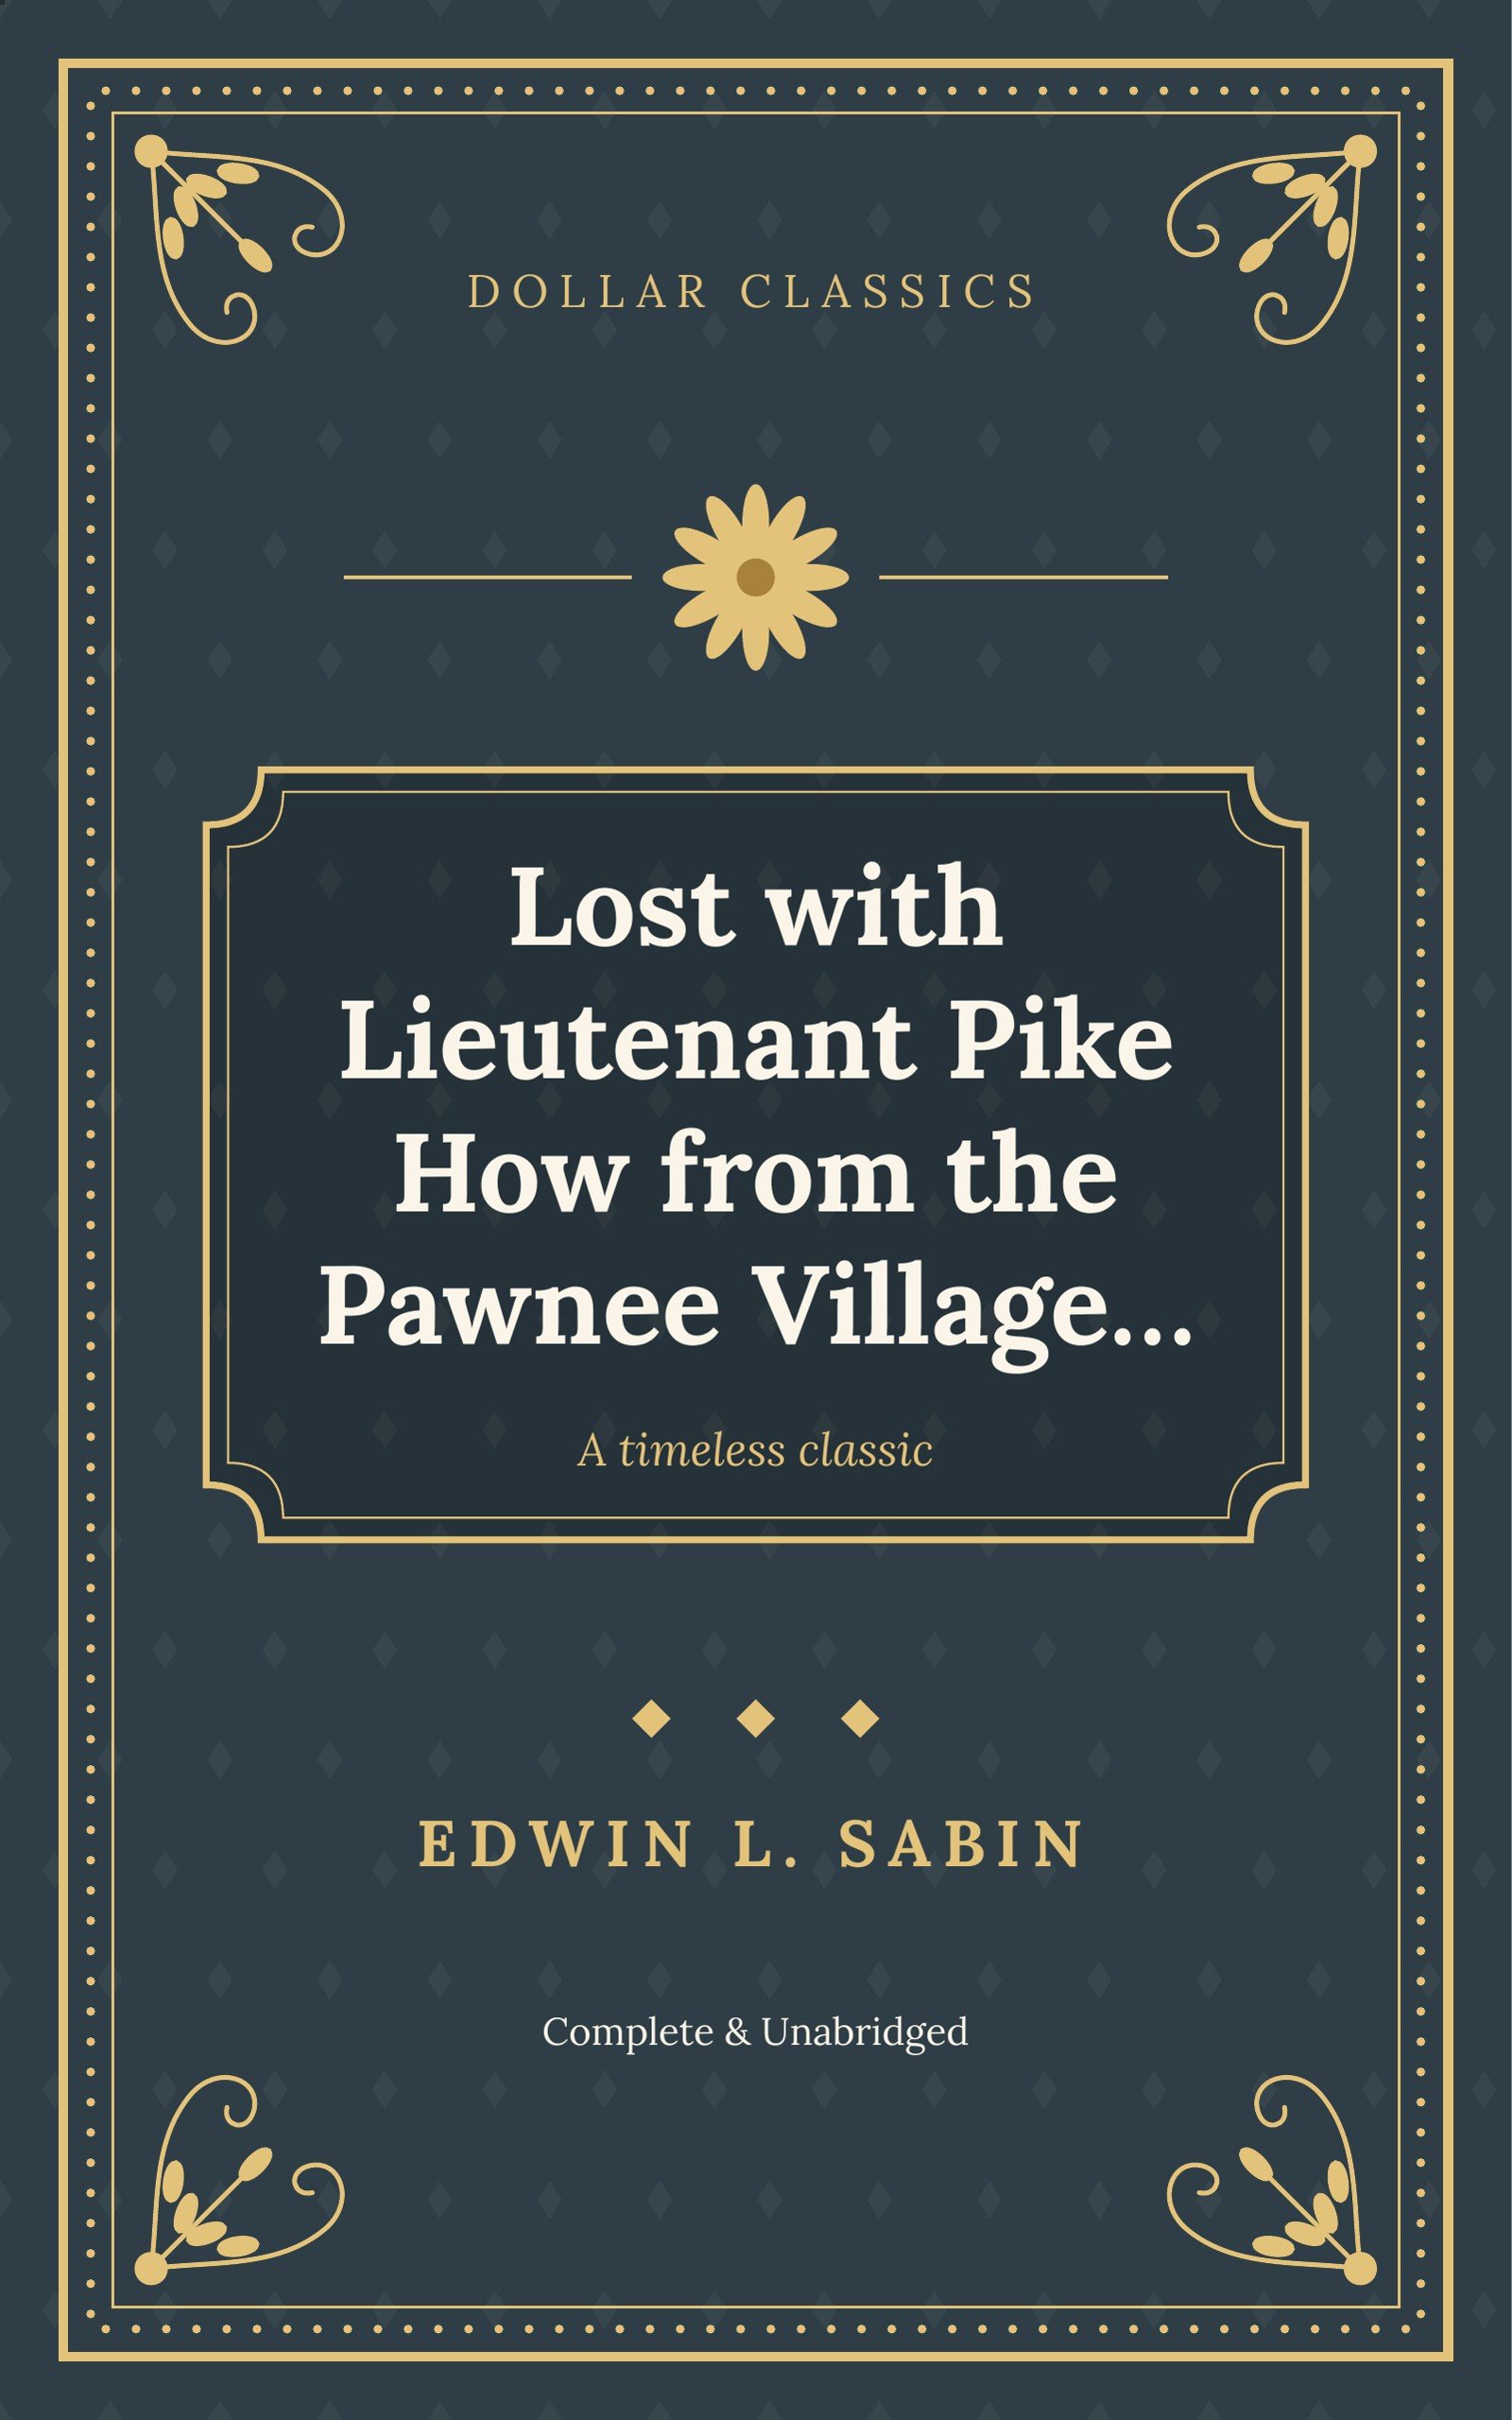 DOLLAR CLASSICS
Lost with
Lieutenant Pike
How from the
Pawnee Village...
A timeless classic
EDWIN L. SABIN
Complete & Unabridged